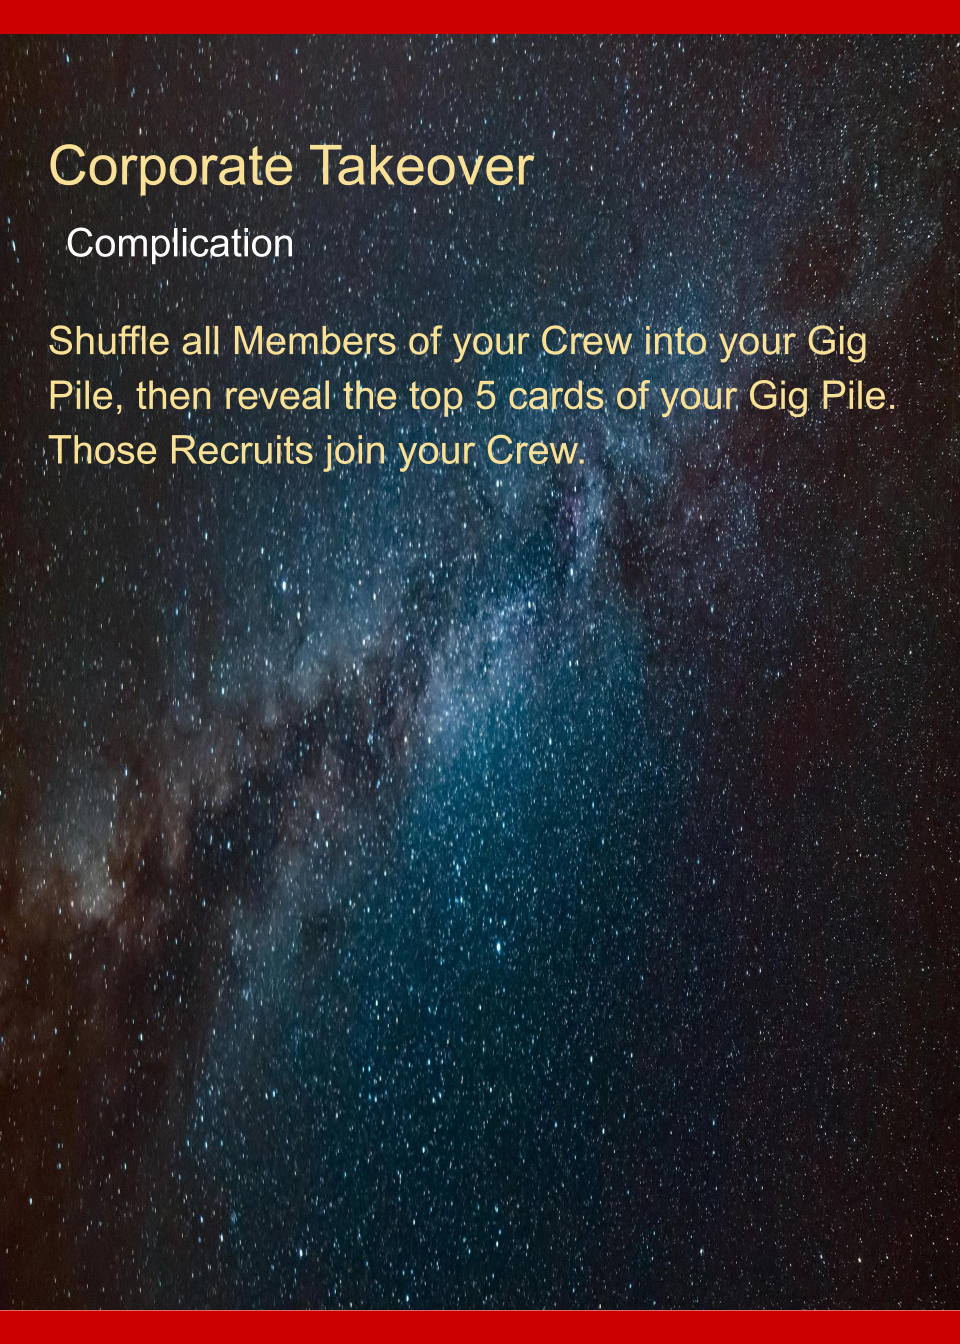 Corporate Takeover
Complication
Shuffle all Members of your Crew into your Gig
Pile, then reveal the top 5 cards of your Gig Pile.
Those Recruits join your Crew.